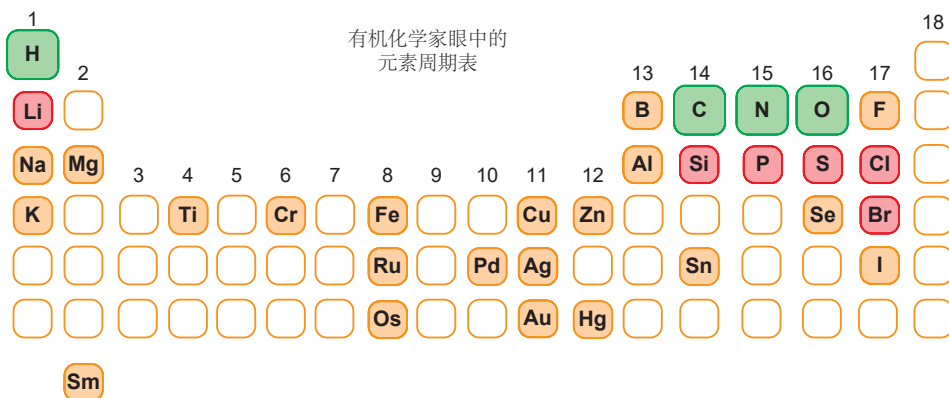 1
18
有机化学家眼中的
元素周期表
H
2
13 14 15 16 17
Li B C N O F
Na Mg 3 4 5 6 7 8 9 10 11 12 Al Si P S Cl
K Ti Cr Fe Cu Zn Se Br
Ru Pd Ag Sn I
Os Au Hg
Sm